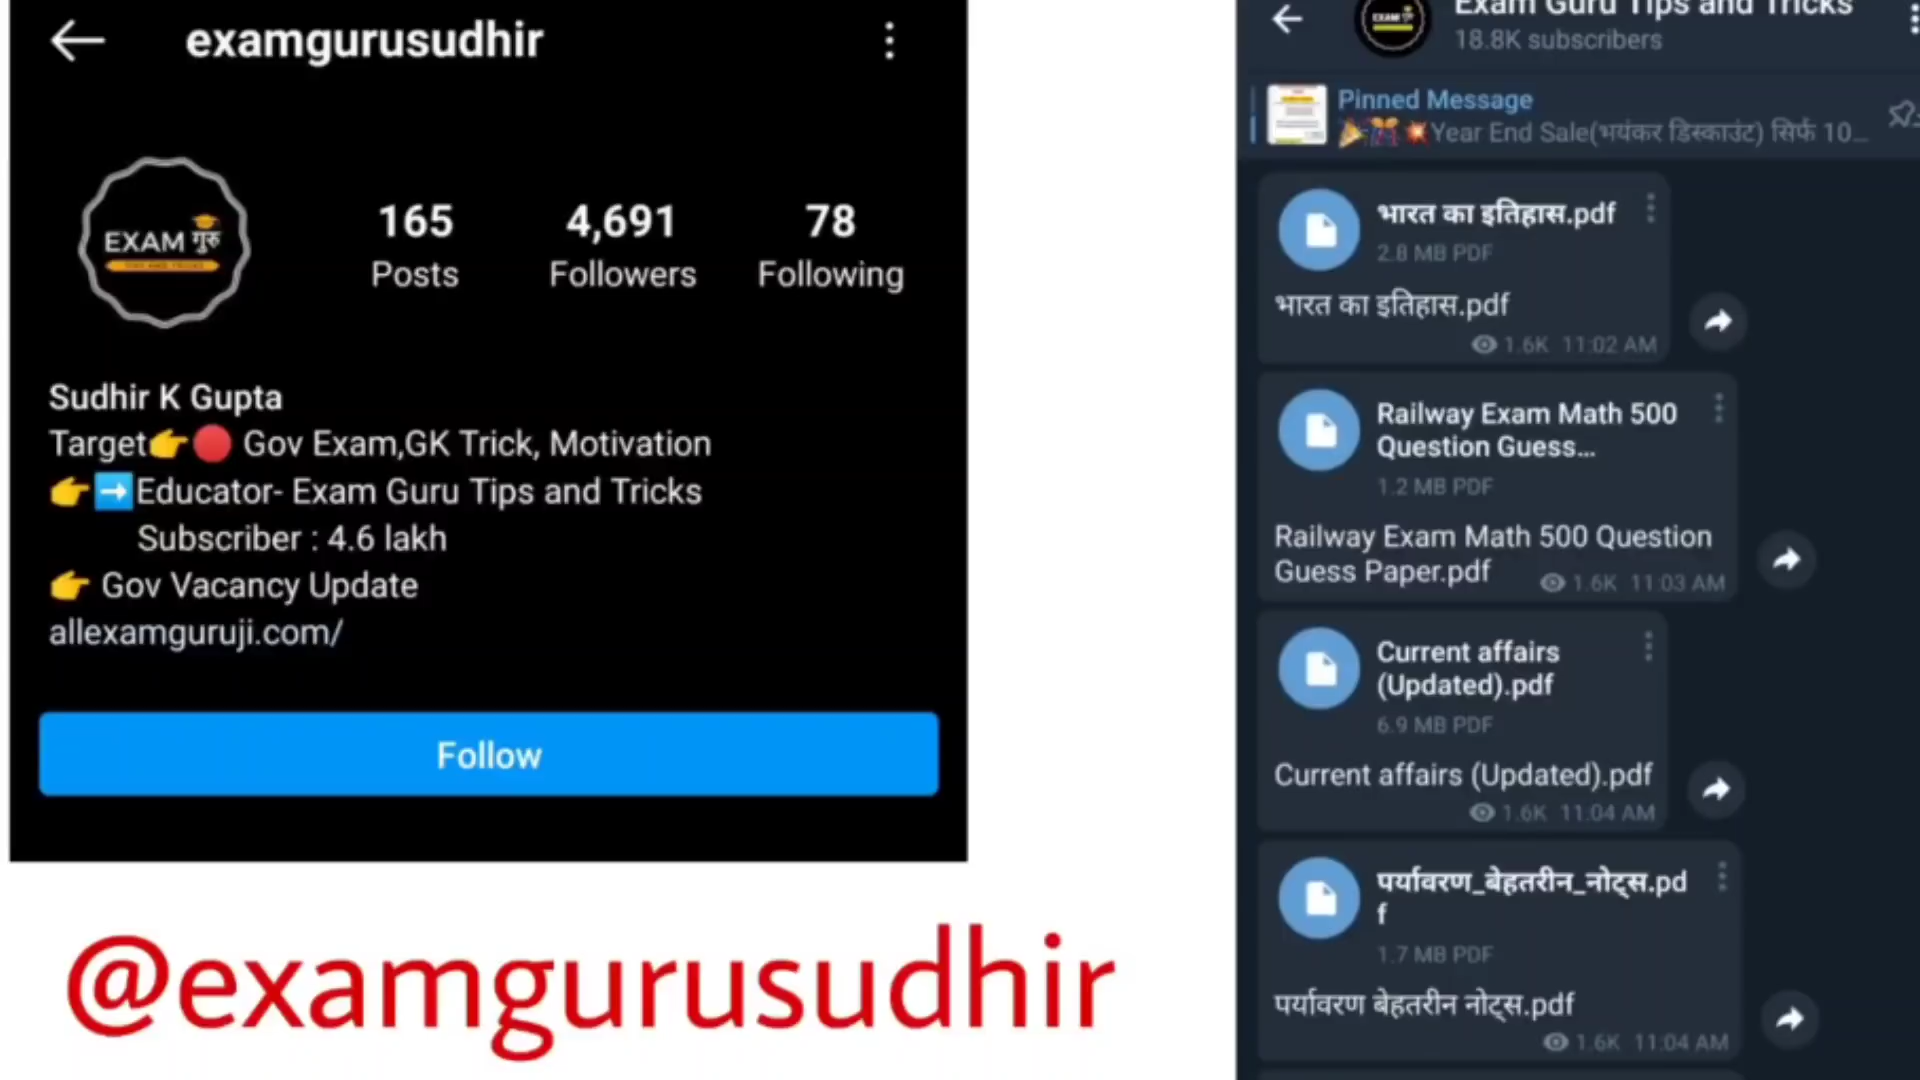 examgurusudhir
EXAM गुरु
165
Posts
4,691
Followers
78
Following
Sudhir K Gupta
Target👉🔴 Gov Exam,GK Trick, Motivation
👉➡️Educator- Exam Guru Tips and Tricks
Subscriber : 4.6 lakh
👉 Gov Vacancy Update
allexamguruji.com/
Follow
@examgurusudhir
Exam Guru Tips and Tricks
18.8K subscribers
Pinned Message
🎉🎊💥Year End Sale(भयंकर डिस्काउंट) सिर्फ 10...
भारत का इतिहास.pdf
2.8 MB PDF
भारत का इतिहास.pdf
1.6K 11:02 AM
Railway Exam Math 500
Question Guess...
1.2 MB PDF
Railway Exam Math 500 Question
Guess Paper.pdf
1.6K 11:03 AM
Current affairs
(Updated).pdf
6.9 MB PDF
Current affairs (Updated).pdf
1.6K 11:04 AM
पर्यावरण_बेहतरीन_नोट्स.pd
f
1.7 MB PDF
पर्यावरण बेहतरीन नोट्स.pdf
1.6K 11:04 AM